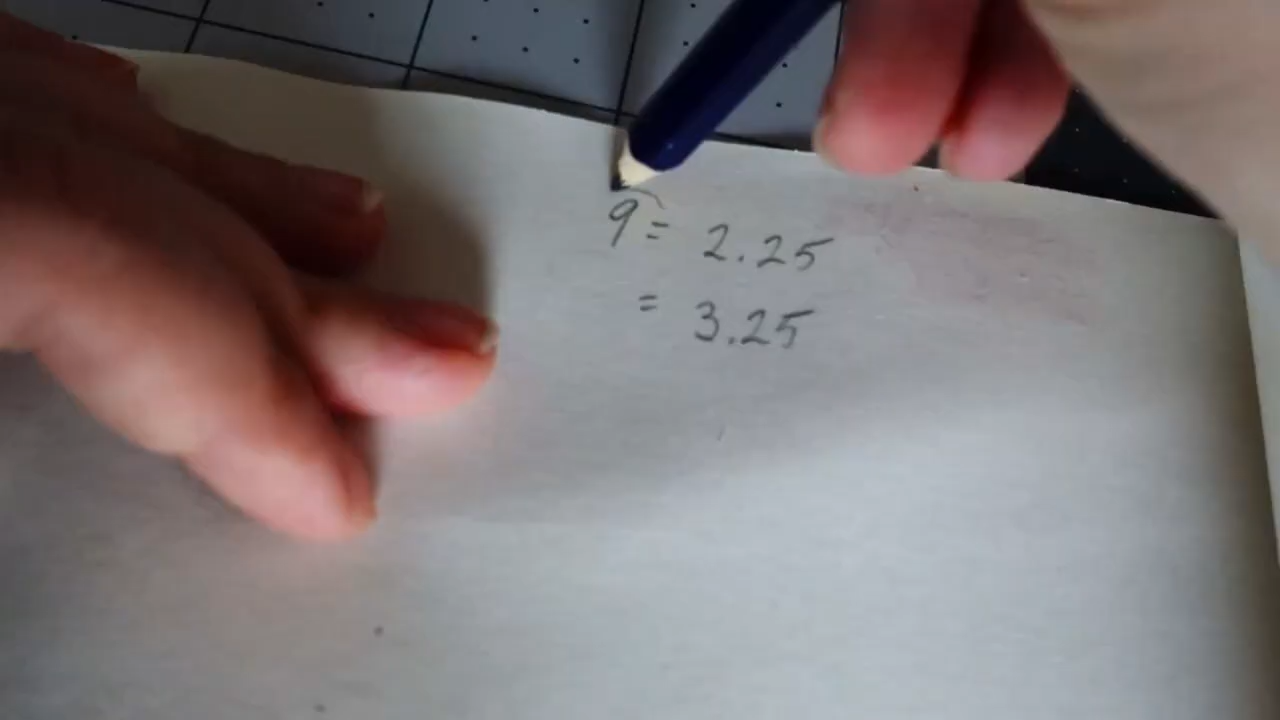 9 = 2.25
= 3.25